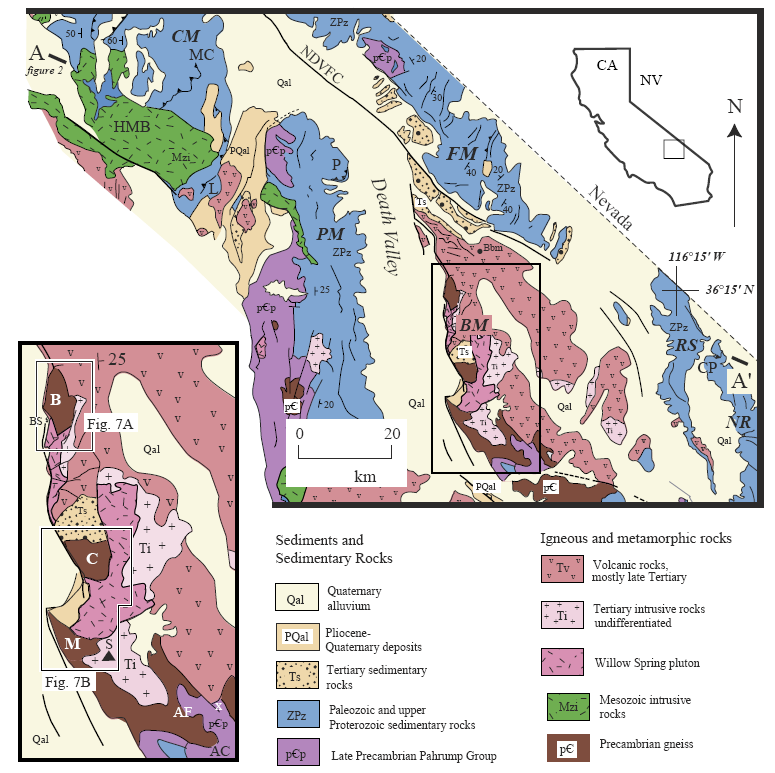 50
60
CM
MC
A
figure 2
HMB
Mzi
L
PQal
Qal
NDVFC
ZPz
p€p
20
30
FM
40
20
ZPz
40
Nevada
CA
NV
N
p€p
P
PM
ZPz
Death Valley
Ts
Bbm
116°15' W
36°15' N
25
p€p
BM
Ts
Ti
Ti
Qal
Qal
Ti
ZPz
RS
CP
A'
NR
Qal
p€
20
0 20
km
PQal
p€
25
B
BS
Fig. 7A
Qal
Ts
C
Ti
M
S
Ti
Fig. 7B
AF
x
p€p
Qal
AC
Sediments and
Sedimentary Rocks
Qal
Quaternary
alluvium
PQal
Pliocene-
Quaternary deposits
Ts
Tertiary sedimentary
rocks
ZPz
Paleozoic and upper
Proterozoic sedimentary rocks
p€p
Late Precambrian Pahrump Group
Igneous and metamorphic rocks
Tv
Volcanic rocks,
mostly late Tertiary
Ti
Tertiary intrusive rocks
undifferentiated
Willow Spring pluton
Mzi
Mesozoic intrusive
rocks
p€
Precambrian gneiss